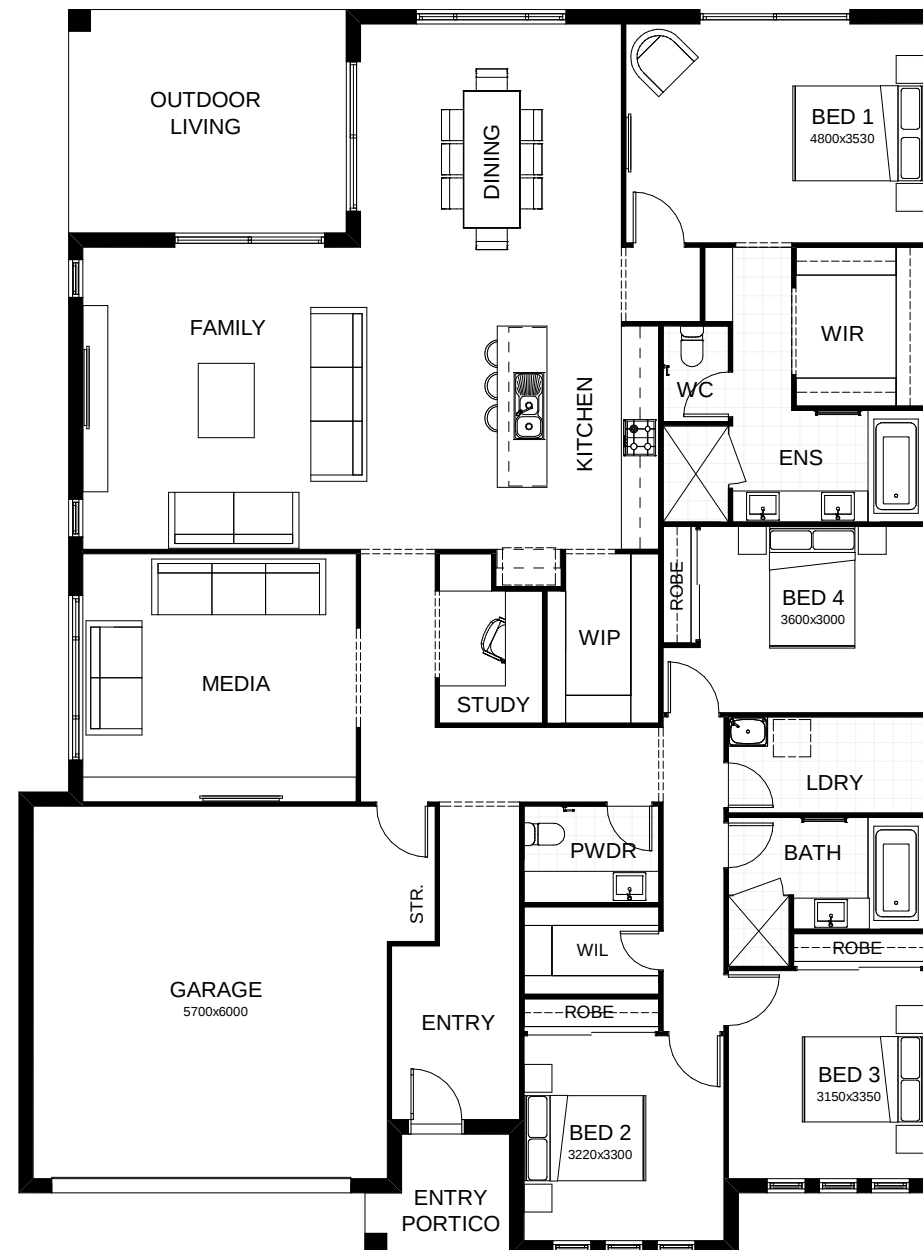 OUTDOOR
LIVING
DINING
BED 1
4800x3530
FAMILY
KITCHEN
WC
WIR
ENS
ROBE
BED 4
3600x3000
MEDIA
STUDY
WIP
LDRY
PWDR
BATH
STR.
WIL
ROBE
ROBE
GARAGE
5700x6000
ENTRY
BED 2
3220x3300
BED 3
3150x3350
ENTRY
PORTICO